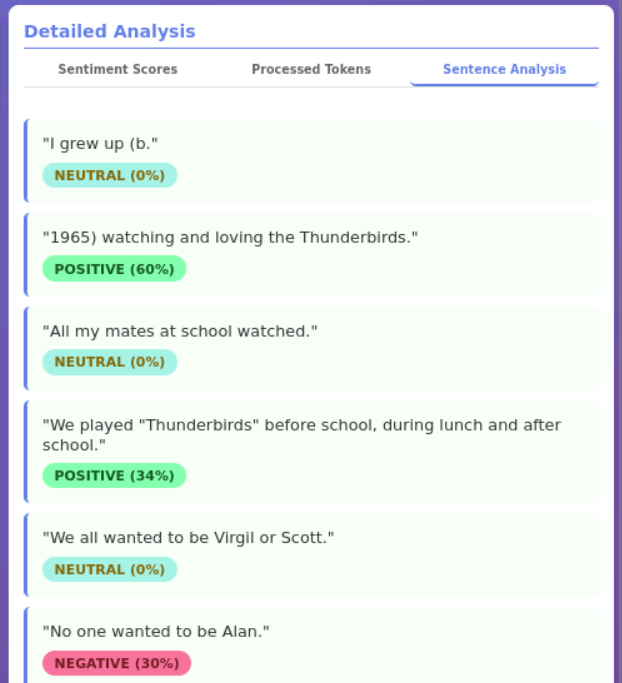 Detailed Analysis
Sentiment Scores Processed Tokens Sentence Analysis
"I grew up (b."
NEUTRAL (0%)
"1965) watching and loving the Thunderbirds."
POSITIVE (60%)
"All my mates at school watched."
NEUTRAL (0%)
"We played "Thunderbirds" before school, during lunch and after
school."
POSITIVE (34%)
"We all wanted to be Virgil or Scott."
NEUTRAL (0%)
"No one wanted to be Alan."
NEGATIVE (30%)